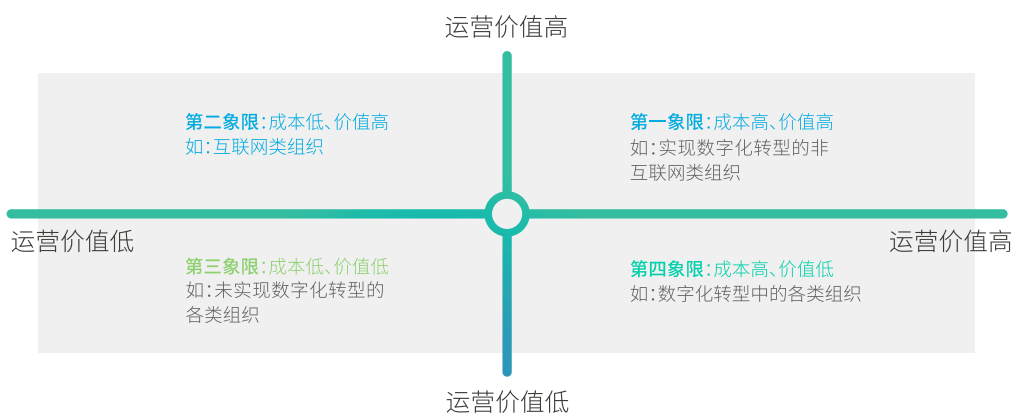 运营价值高
第二象限：成本低、价值高
如：互联网类组织
第一象限：成本高、价值高
如：实现数字化转型的非
互联网类组织
运营价值低
运营价值高
第三象限：成本低、价值低
如：未实现数字化转型的
各类组织
第四象限：成本高、价值低
如：数字化转型中的各类组织
运营价值低